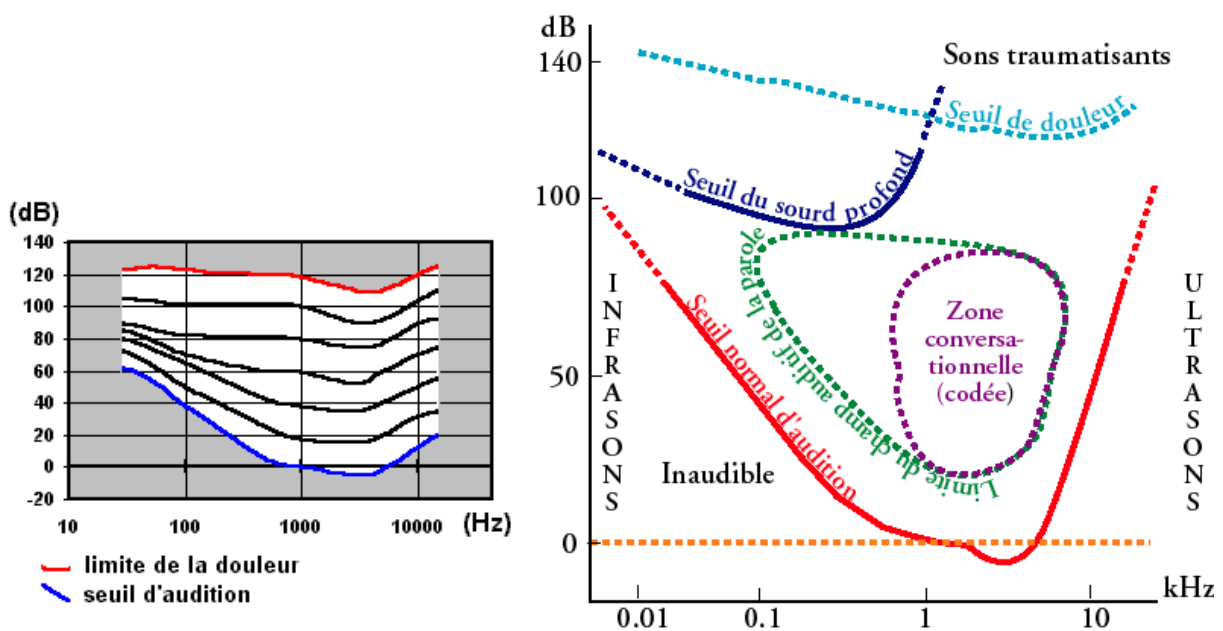 (dB)
140
120
100
80
60
40
20
0
-20
10
100
1000
10000
(Hz)
limite de la douleur
seuil d'audition
dB
140
100
50
0
Sons traumatisants
Seuil de douleur
Seuil du sourd profond
Limite du champ auditif de la parole
Zone
conversa-
tionnelle
(codée)
Seuil normal d'audition
Inaudible
INFRASONS
ULTRASONS
kHz
0.01
0.1
1
10